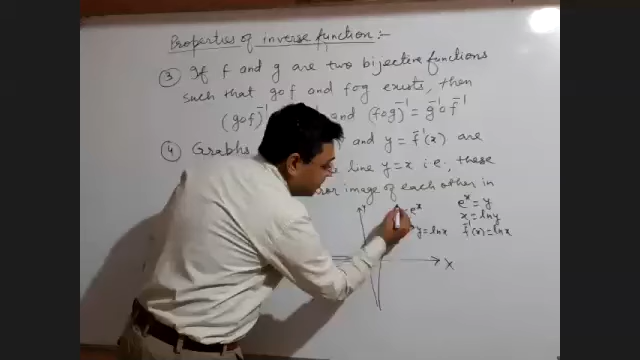 Properties of inverse function:-
③ If f and g are two bijective functions
such that gof and fog exists, then
(gof)⁻¹ and (fog)⁻¹ = g⁻¹of⁻¹
④ Graphs and y = f⁻¹(x) are
line y=x i.e. these
image of each other in
y eˣ eˣ = y
x = lny
y=lnx f⁻¹(x) = lnx
X